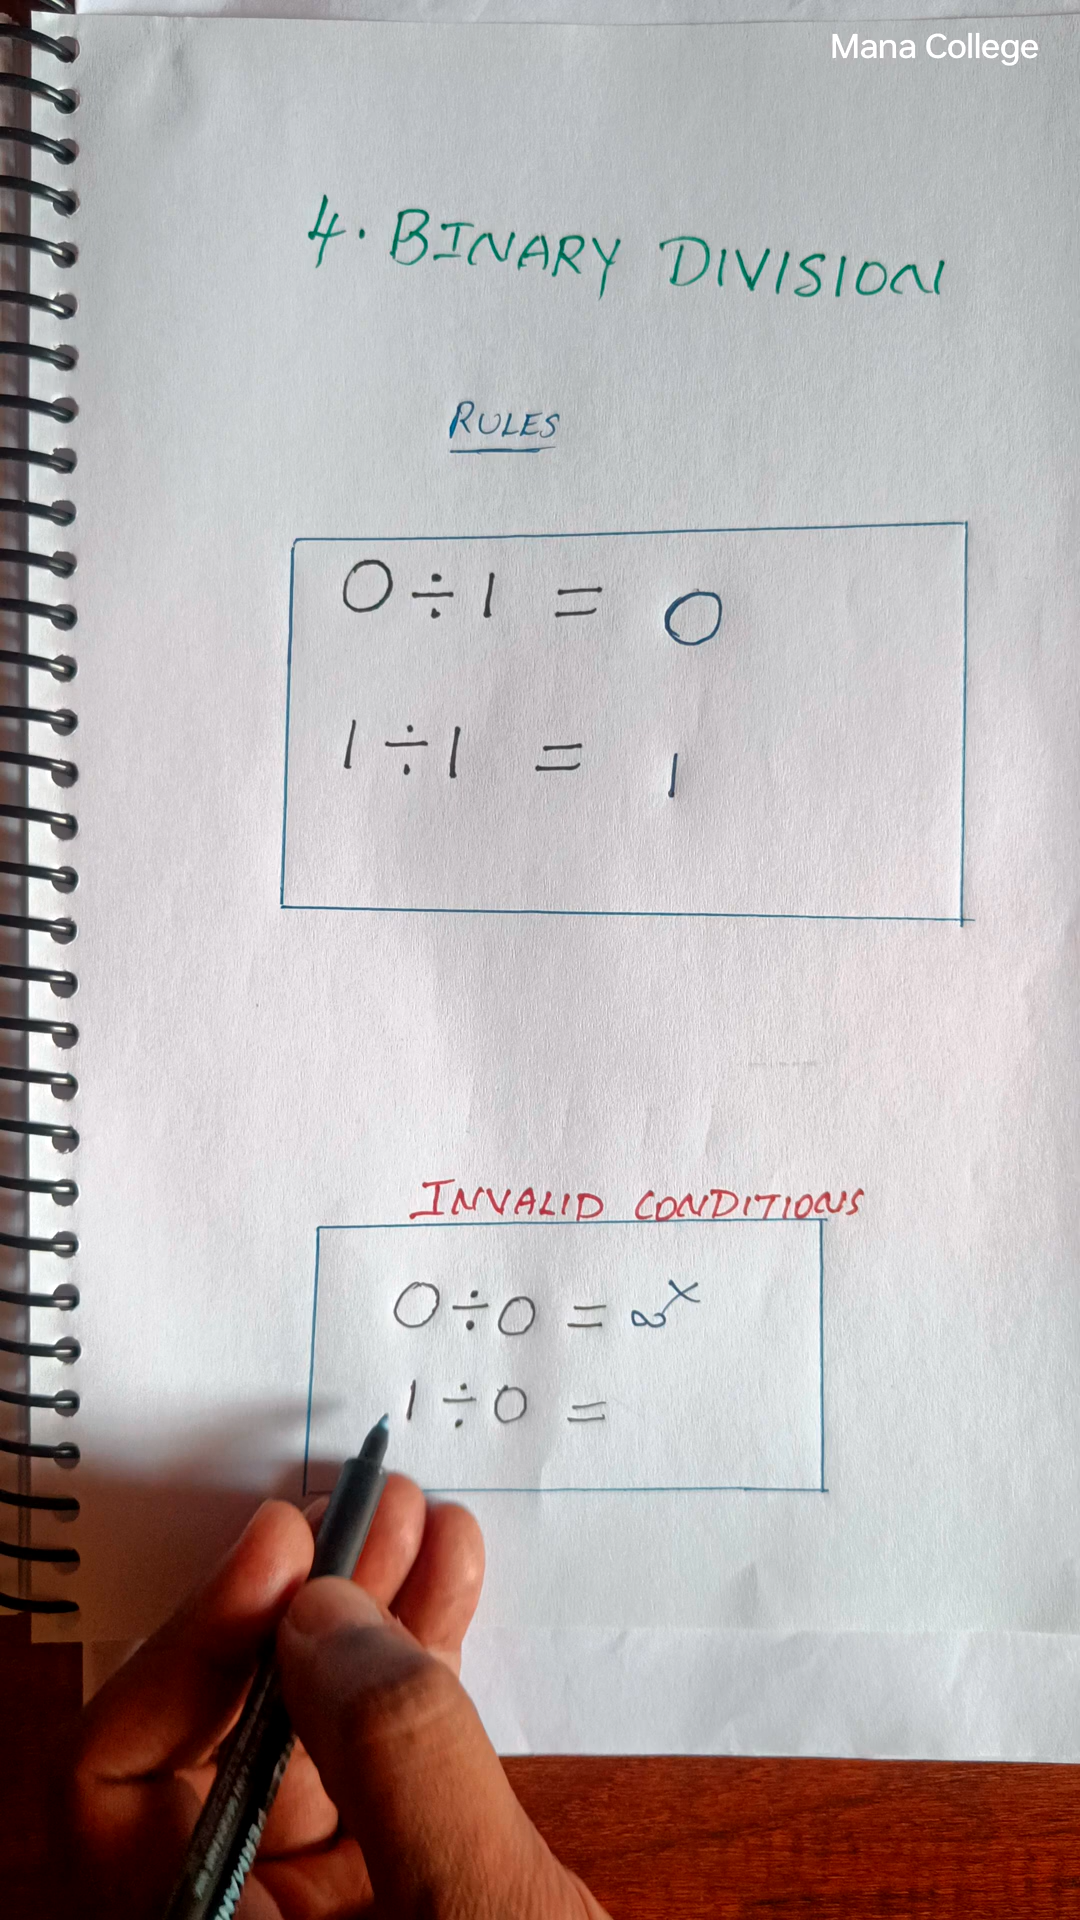 Mana College
4. BINARY DIVISION
RULES
0 ÷ 1 = 0
1 ÷ 1 = 1
INVALID CONDITIONS
0 ÷ 0 = ∞ ×
1 ÷ 0 =